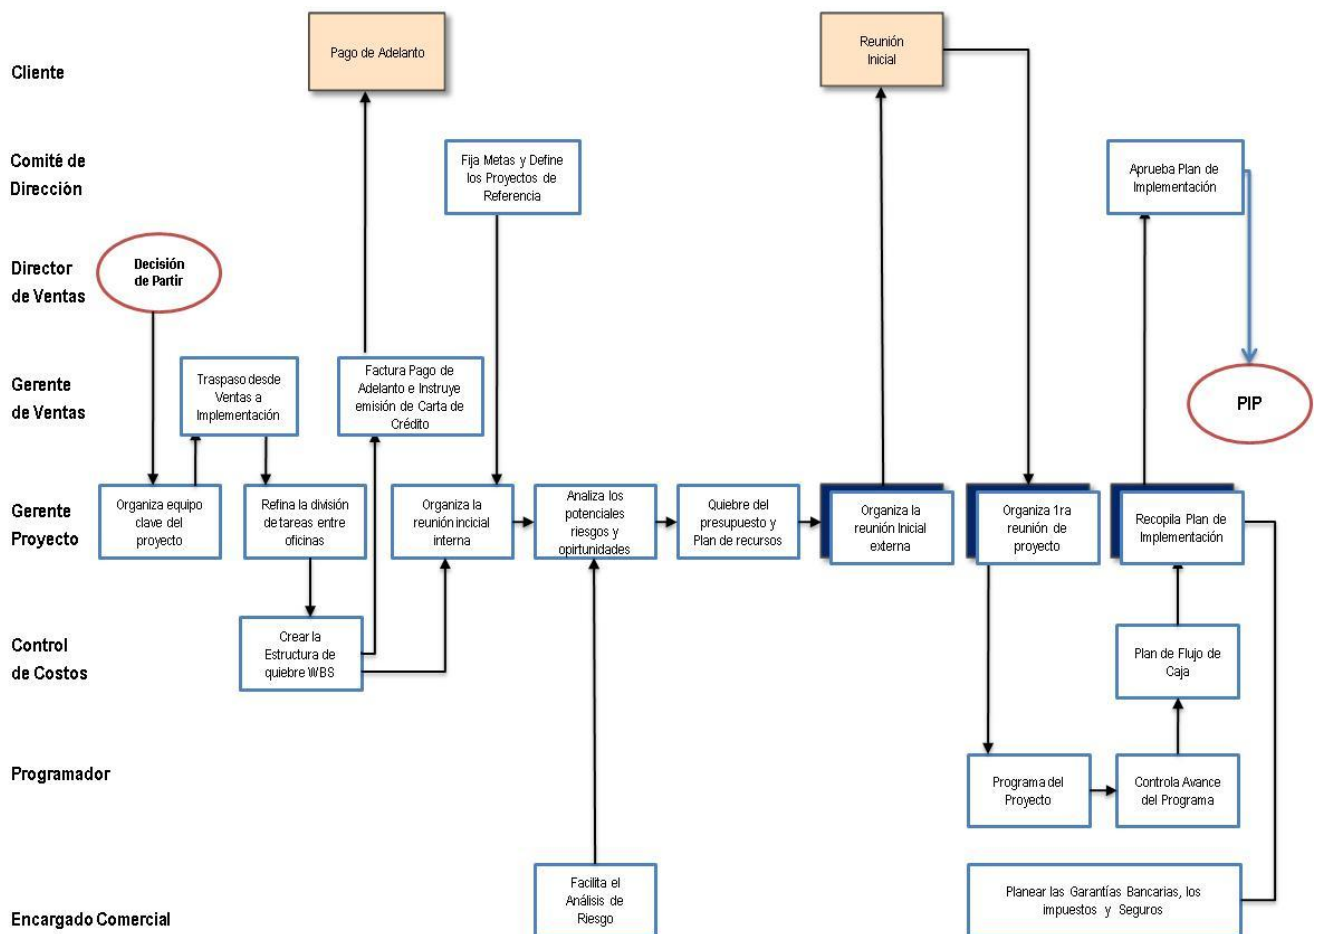 Cliente
Pago de Adelanto
Reunión
Inicial
Comité de
Dirección
Fija Metas y Define
los Proyectos de
Referencia
Aprueba Plan de
Implementación
Director
de Ventas
Decisión
de Partir
Gerente
de Ventas
Traspaso desde
Ventas a
Implementación
Factura Pago de
Adelanto e Instruye
emisión de Carta de
Crédito
PIP
Gerente
Proyecto
Organiza equipo
clave del
proyecto
Refina la división
de tareas entre
oficinas
Organiza la
reunión incicial
interna
Analiza los
potenciales
riesgos y
opirtunidades
Quiebre del
presupuesto y
Plan de recursos
Organiza la
reunión Inicial
externa
Organiza 1ra
reunión de
proyecto
Recopila Plan de
Implementación
Control
de Costos
Crear la
Estructura de
quiebre WBS
Plan de Flujo de
Caja
Programador
Programa del
Proyecto
Controla Avance
del Programa
Encargado Comercial
Facilita el
Análisis de
Riesgo
Planear las Garantías Bancarias, los
impuestos y Seguros